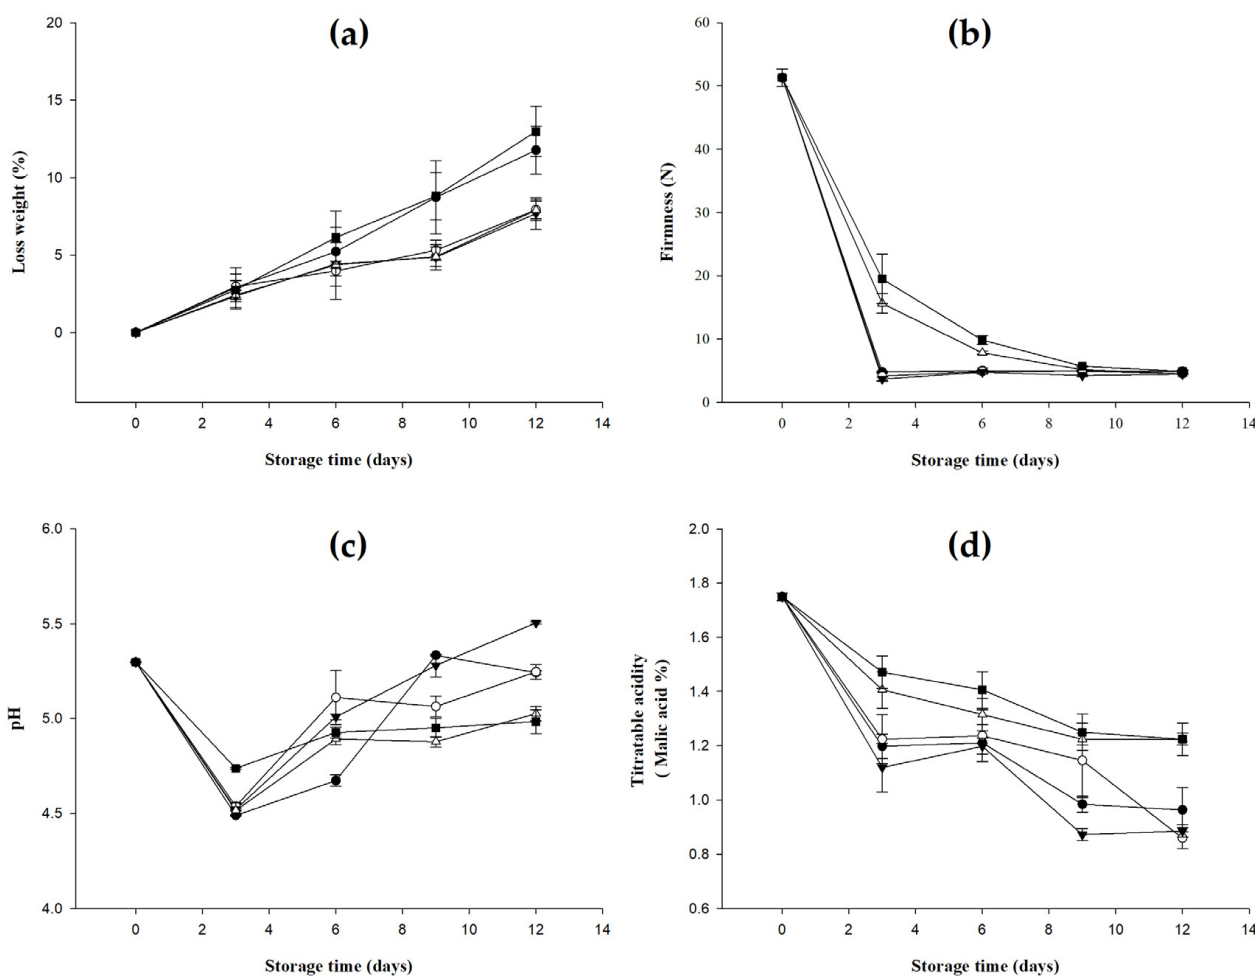 (a)
20
15
10
5
0
Loss weight (%)
0 2 4 6 8 10 12 14
Storage time (days)
(b)
60
50
40
30
20
10
0
Firmness (N)
0 2 4 6 8 10 12 14
Storage time (days)
(c)
6.0
5.5
5.0
4.5
4.0
pH
0 2 4 6 8 10 12 14
Storage time (days)
(d)
2.0
1.8
1.6
1.4
1.2
1.0
0.8
0.6
Titratable acidity
( Malic acid %)
0 2 4 6 8 10 12 14
Storage time (days)